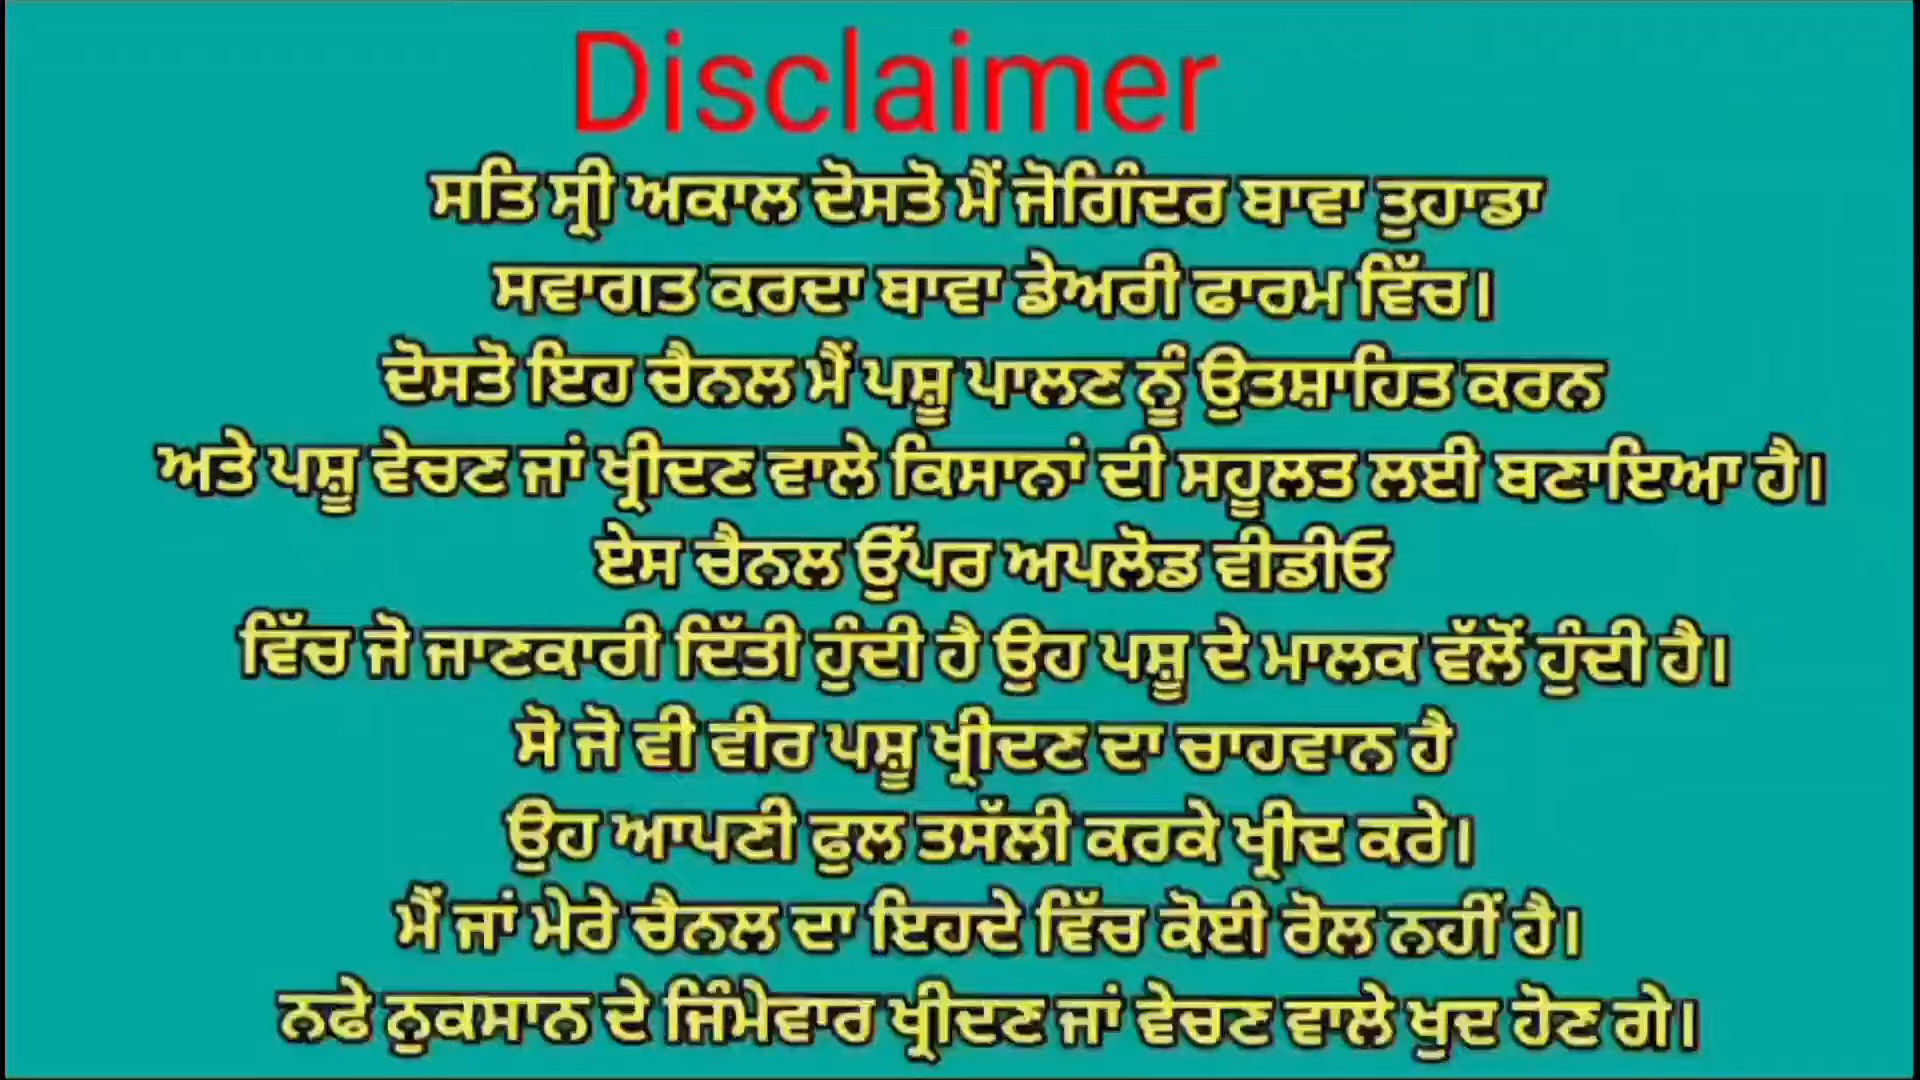 Disclaimer
ਸਤਿ ਸ੍ਰੀ ਅਕਾਲ ਦੋਸਤੋ ਮੈਂ ਜੋਗਿੰਦਰ ਬਾਵਾ ਤੁਹਾਡਾ
ਸਵਾਗਤ ਕਰਦਾ ਬਾਵਾ ਡੇਅਰੀ ਫਾਰਮ ਵਿੱਚ।
ਦੋਸਤੋ ਇਹ ਚੈਨਲ ਮੈਂ ਪਸ਼ੂ ਪਾਲਣ ਨੂੰ ਉਤਸ਼ਾਹਿਤ ਕਰਨ
ਅਤੇ ਪਸ਼ੂ ਵੇਚਣ ਜਾਂ ਖ੍ਰੀਦਣ ਵਾਲੇ ਕਿਸਾਨਾਂ ਦੀ ਸਹੂਲਤ ਲਈ ਬਣਾਇਆ ਹੈ।
ਏਸ ਚੈਨਲ ਉੱਪਰ ਅਪਲੋਡ ਵੀਡੀਓ
ਵਿੱਚ ਜੋ ਜਾਣਕਾਰੀ ਦਿੱਤੀ ਹੁੰਦੀ ਹੈ ਉਹ ਪਸ਼ੂ ਦੇ ਮਾਲਕ ਵੱਲੋਂ ਹੁੰਦੀ ਹੈ।
ਸੋ ਜੋ ਵੀ ਵੀਰ ਪਸ਼ੂ ਖ੍ਰੀਦਣ ਦਾ ਚਾਹਵਾਨ ਹੈ
ਉਹ ਆਪਣੀ ਫੁਲ ਤਸੱਲੀ ਕਰਕੇ ਖ੍ਰੀਦ ਕਰੇ।
ਮੈਂ ਜਾਂ ਮੇਰੇ ਚੈਨਲ ਦਾ ਇਹਦੇ ਵਿੱਚ ਕੋਈ ਰੋਲ ਨਹੀਂ ਹੈ।
ਨਫੇ ਨੁਕਸਾਨ ਦੇ ਜਿੰਮੇਵਾਰ ਖ੍ਰੀਦਣ ਜਾਂ ਵੇਚਣ ਵਾਲੇ ਖੁਦ ਹੋਣ ਗੇ।